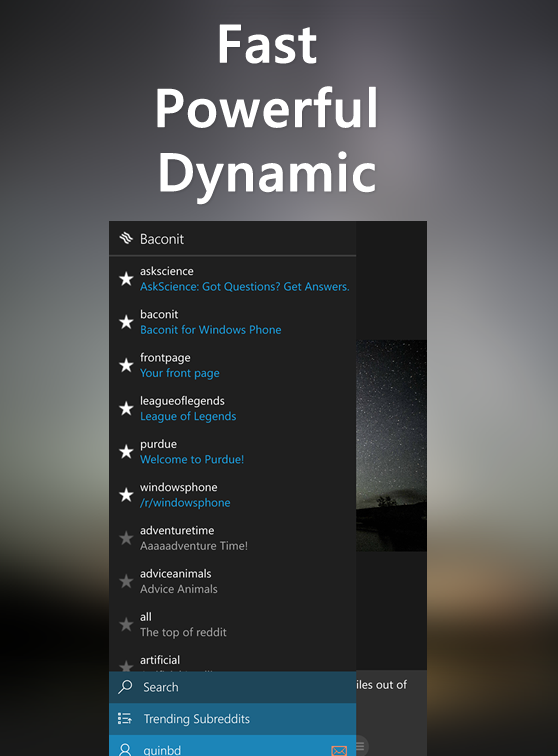 Fast
Powerful
Dynamic
Baconit
askscience
AskScience: Got Questions? Get Answers.
baconit
Baconit for Windows Phone
frontpage
Your front page
leagueoflegends
League of Legends
purdue
Welcome to Purdue!
windowsphone
/r/windowsphone
adventuretime
Aaaaadventure Time!
adviceanimals
Advice Animals
all
The top of reddit
artificial
Search
iles out of
Trending Subreddits
quinbd